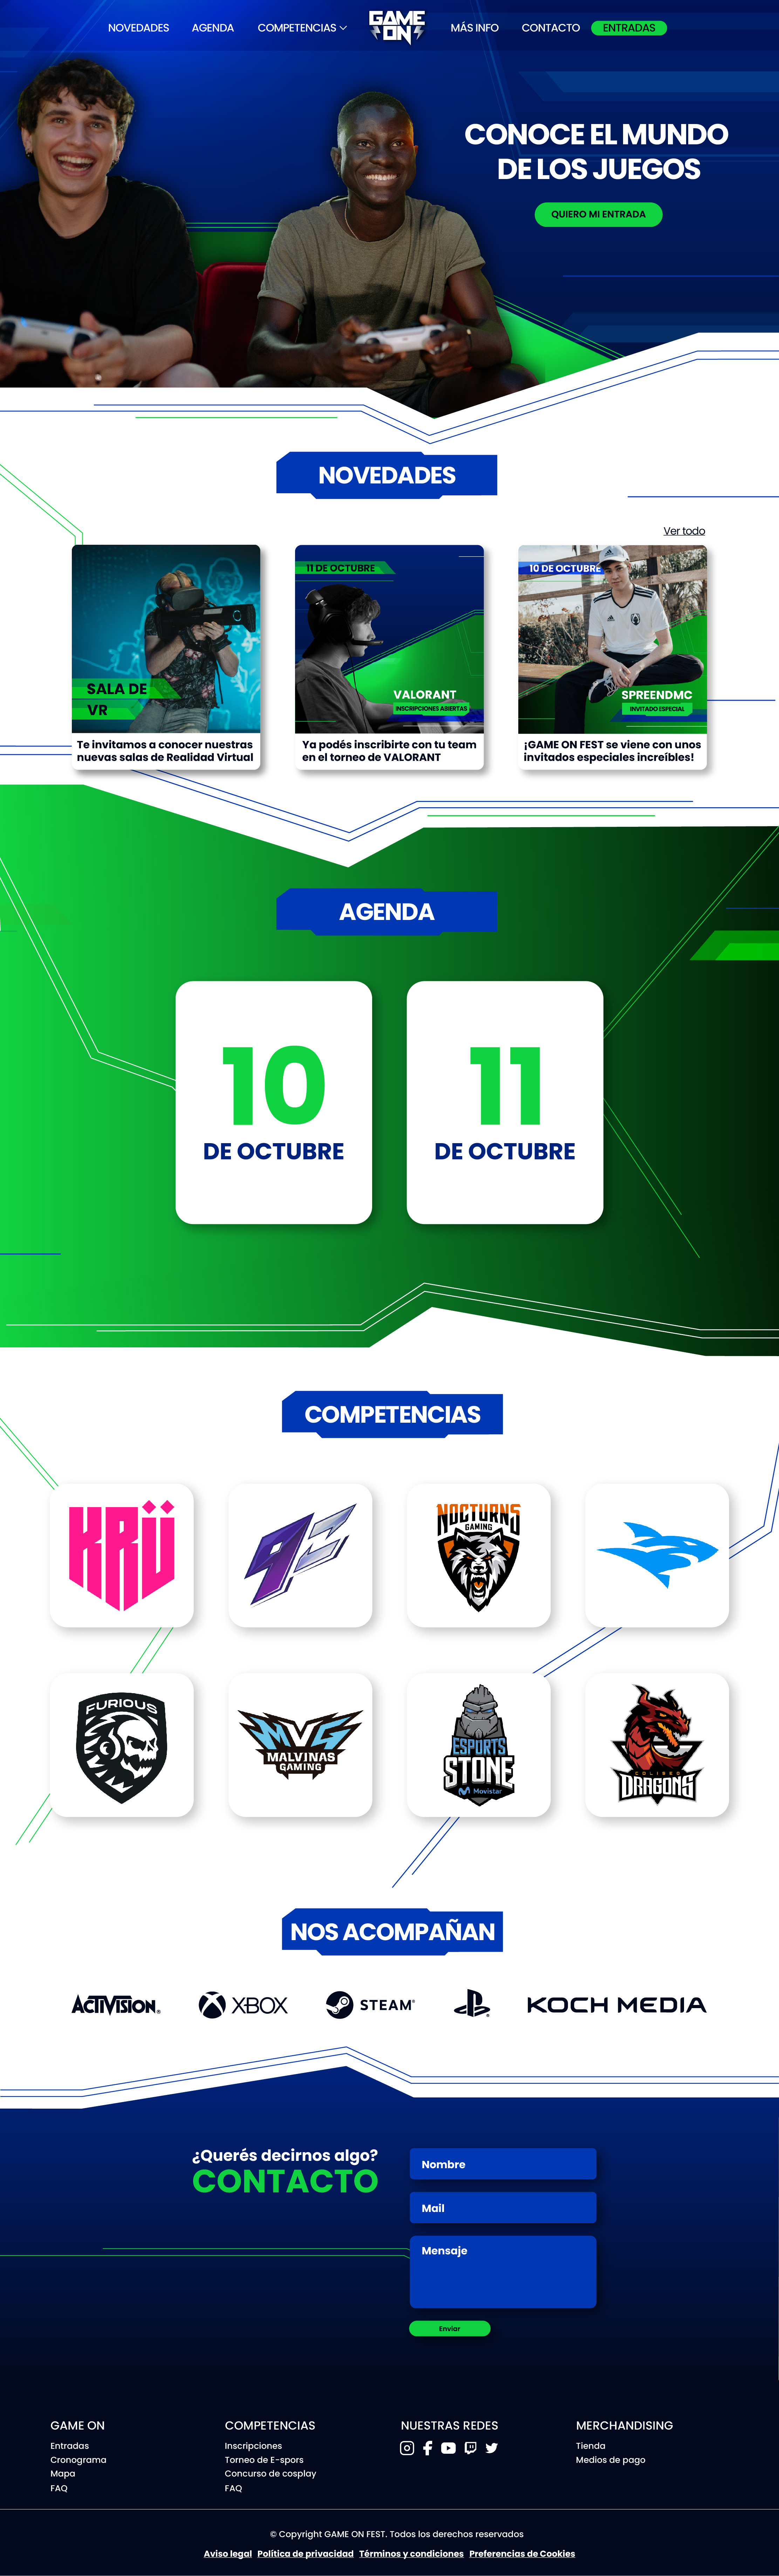 NOVEDADES
AGENDA
COMPETENCIAS
GAME ON
MÁS INFO
CONTACTO
ENTRADAS
CONOCE EL MUNDO
DE LOS JUEGOS
QUIERO MI ENTRADA
NOVEDADES
Ver todo
SALA DE
VR
Te invitamos a conocer nuestras
nuevas salas de Realidad Virtual
11 DE OCTUBRE
VALORANT
INSCRIPCIONES ABIERTAS
Ya podés inscribirte con tu team
en el torneo de VALORANT
10 DE OCTUBRE
SPREENDMC
INVITADO ESPECIAL
¡GAME ON FEST se viene con unos
invitados especiales increíbles!
AGENDA
10
DE OCTUBRE
11
DE OCTUBRE
COMPETENCIAS
KRÜ
9Z
NOCTURNS
GAMING
FURIOUS
MVG
MALVINAS
GAMING
ESPORTS
STONE
Movistar
COLISEO
DRAGONS
NOS ACOMPAÑAN
ACTIVISION
XBOX
STEAM
KOCH MEDIA
¿Querés decirnos algo?
CONTACTO
Nombre
Mail
Mensaje
Enviar
GAME ON
Entradas
Cronograma
Mapa
FAQ
COMPETENCIAS
Inscripciones
Torneo de E-spors
Concurso de cosplay
FAQ
NUESTRAS REDES
MERCHANDISING
Tienda
Medios de pago
© Copyright GAME ON FEST. Todos los derechos reservados
Aviso legal Política de privacidad Términos y condiciones Preferencias de Cookies